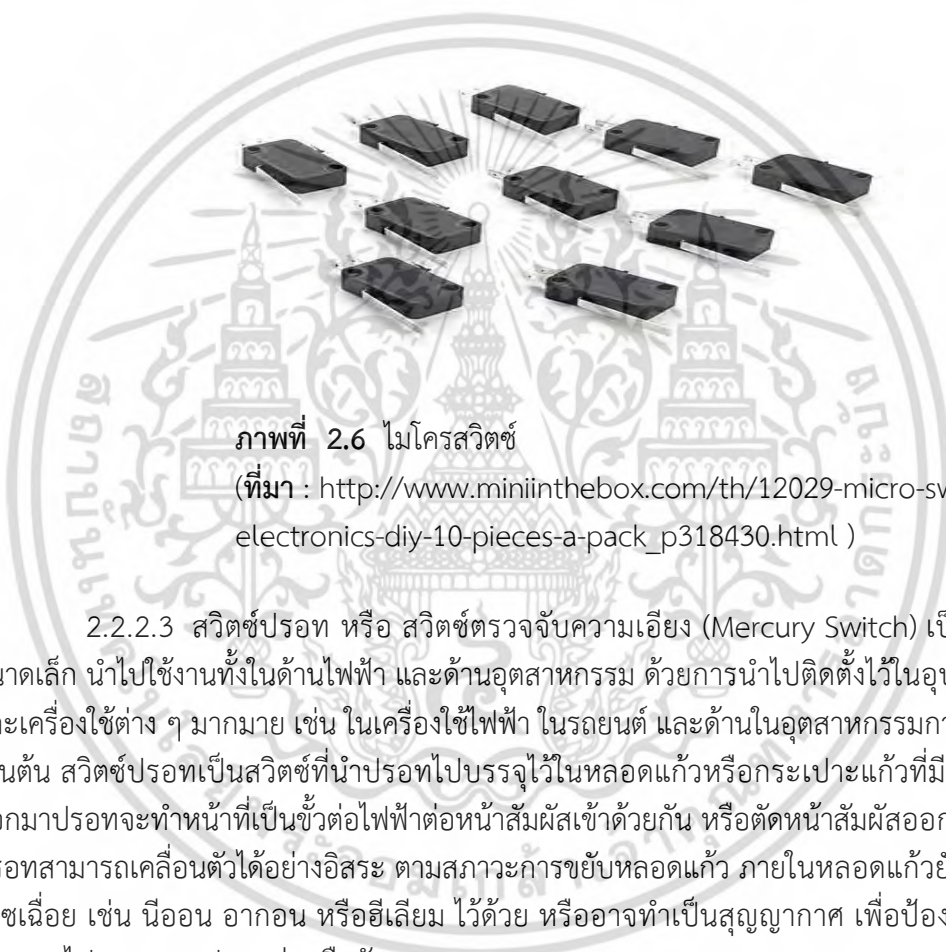 ภาพที่ 2.6 ไมโครสวิตซ์
(ที่มา : http://www.miniinthebox.com/th/12029-micro-sw
electronics-diy-10-pieces-a-pack_p318430.html )
2.2.2.3 สวิตซ์ปรอท หรือ สวิตซ์ตรวจจับความเอียง (Mercury Switch) เป็
นาดเล็ก นำไปใช้งานทั้งในด้านไฟฟ้า และด้านอุตสาหกรรม ด้วยการนำไปติดตั้งไว้ในอุป
ละเครื่องใช้ต่าง ๆ มากมาย เช่น ในเครื่องใช้ไฟฟ้า ในรถยนต์ และด้านในอุตสาหกรรมกา
นต้น สวิตซ์ปรอทเป็นสวิตซ์ที่นำปรอทไปบรรจุไว้ในหลอดแก้วหรือกระเปาะแก้วที่มี
อกมาปรอทจะทำหน้าที่เป็นขั้วต่อไฟฟ้าต่อหน้าสัมผัสเข้าด้วยกัน หรือตัดหน้าสัมผัสออก
รอทสามารถเคลื่อนตัวได้อย่างอิสระ ตามสภาวะการขยับหลอดแก้ว ภายในหลอดแก้วยั
ซเฉื่อย เช่น นีออน อากอน หรือฮีเลียม ไว้ด้วย หรืออาจทำเป็นสุญญากาศ เพื่อป้อง